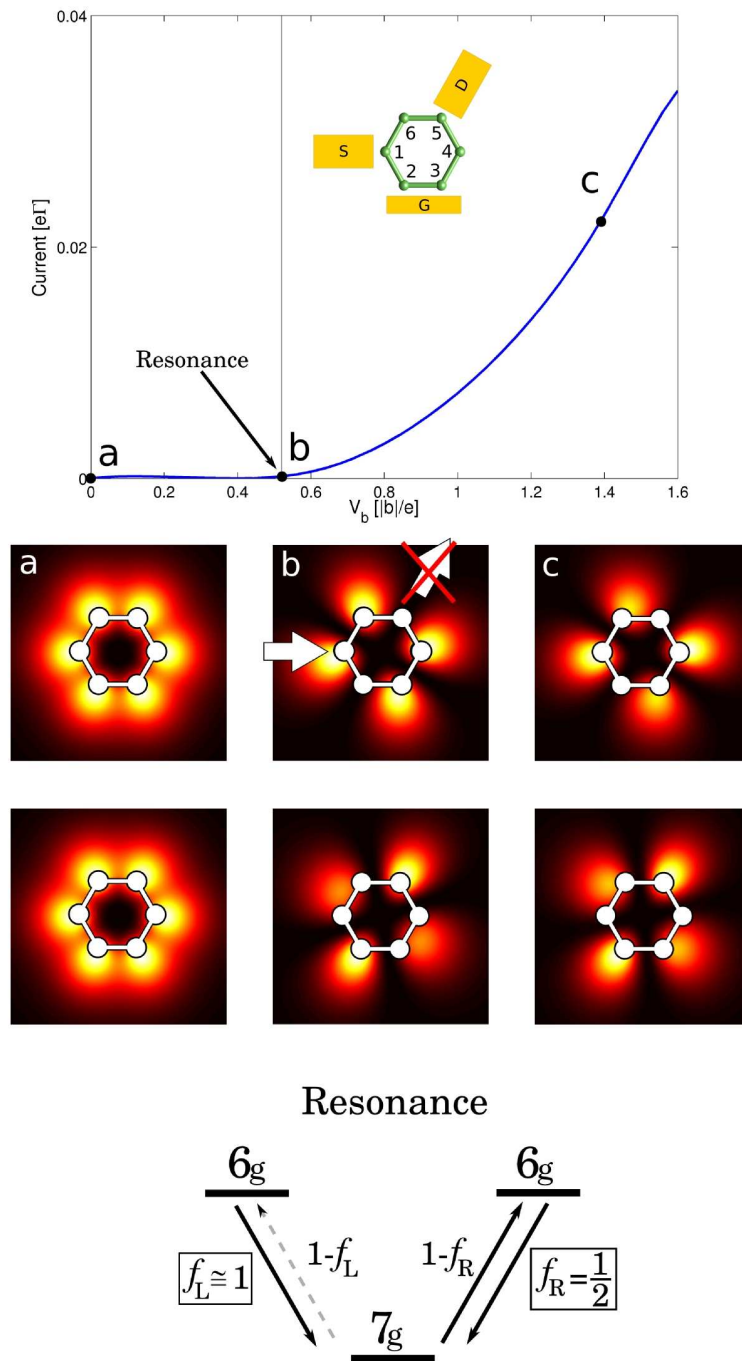 0.04
D
6 5
S
1 4
2 3
G
c
Current [eΓ]
0.02
Resonance
a
b
0
0 0.2 0.4 0.6 0.8 1 1.2 1.4 1.6
V_b [|b|/e]
a b c
Resonance
6g 6g
1-f_L 1-f_R
f_L ≅ 1 f_R = 1/2
7g